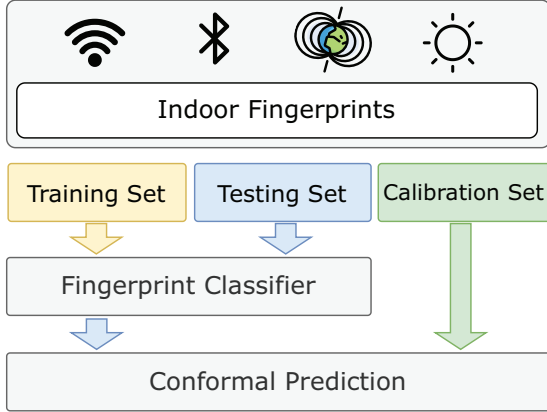 Indoor Fingerprints
Training Set
Testing Set
Calibration Set
Fingerprint Classifier
Conformal Prediction